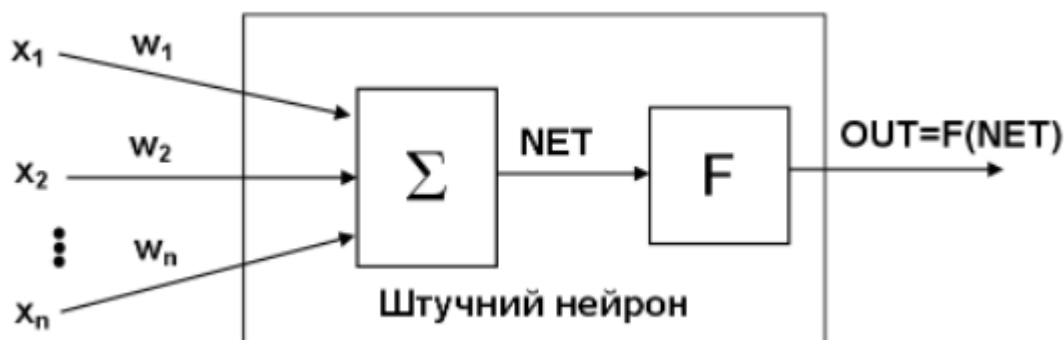 x₁ w₁
x₂ w₂
wₙ
xₙ
Σ
NET
F
OUT=F(NET)
Штучний нейрон